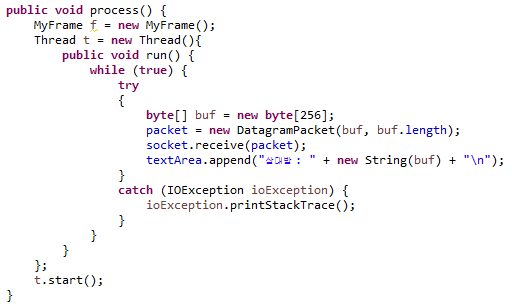 public void process() {
    MyFrame f = new MyFrame();
    Thread t = new Thread(){
        public void run() {
            while (true) {
                try
                {
                    byte[] buf = new byte[256];
                    packet = new DatagramPacket(buf, buf.length);
                    socket.receive(packet);
                    textArea.append("상대방 : " + new String(buf) + "\n");
                }
                catch (IOException ioException) {
                    ioException.printStackTrace();
                }
            }
        }
    };
    t.start();
}